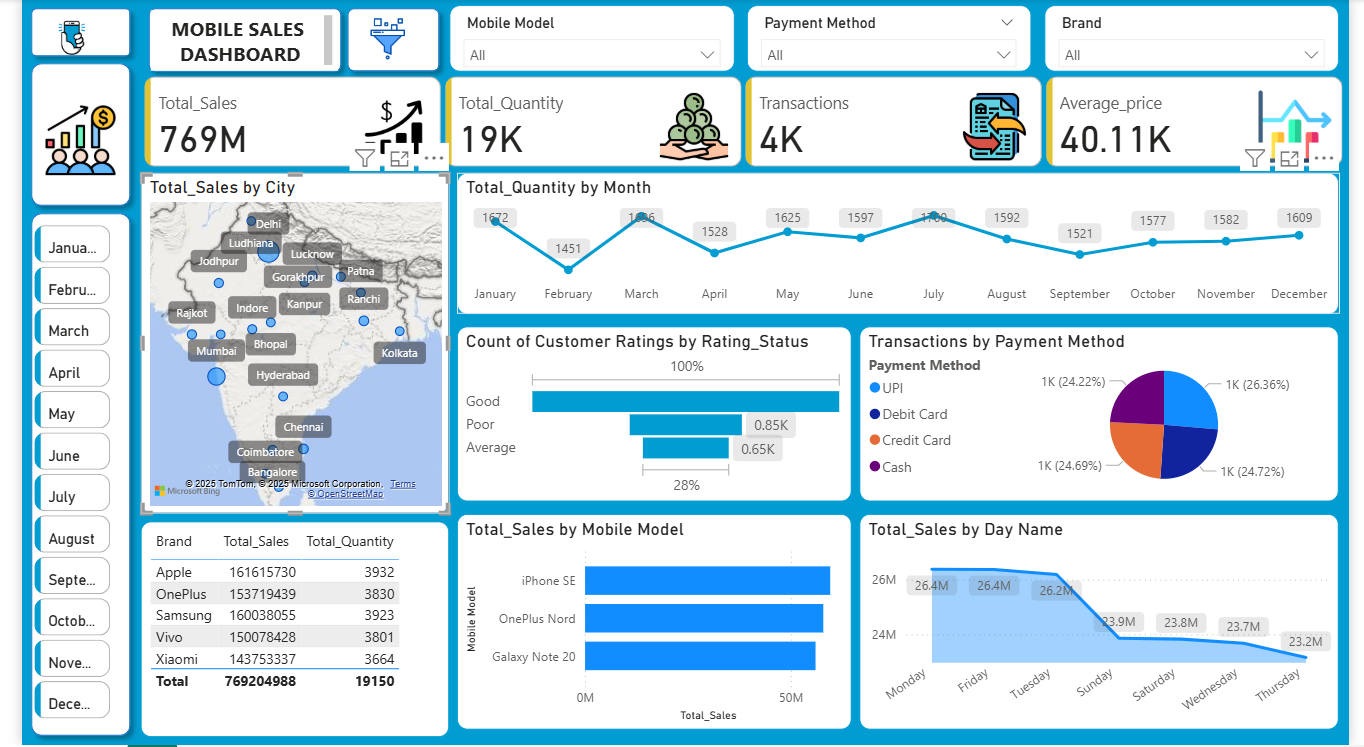 MOBILE SALES
DASHBOARD
Mobile Model
All
Payment Method
All
Brand
All
Total_Sales
769M
Total_Quantity
19K
Transactions
4K
Average_price
40.11K
Janua...
Febru...
March
April
May
June
July
August
Septe...
Octob...
Nove...
Dece...
Total_Sales by City
Delhi
Ludhiana
Lucknow
Jodhpur
Patna
Gorakhpur
Ranchi
Kanpur
Indore
Rajkot
Bhopal
Mumbai
Kolkata
Hyderabad
Chennai
Coimbatore
Bangalore
Microsoft Bing
© 2025 TomTom, © 2025 Microsoft Corporation, Terms
© OpenStreetMap
Total_Quantity by Month
1672
1451
1528
1625
1597
1592
1521
1577
1582
1609
January February March April May June July August September October November December
Count of Customer Ratings by Rating_Status
100%
Good
Poor
0.85K
Average
0.65K
28%
Transactions by Payment Method
Payment Method
UPI
Debit Card
Credit Card
Cash
1K (24.22%)
1K (26.36%)
1K (24.69%)
1K (24.72%)
Brand Total_Sales Total_Quantity
Apple 161615730 3932
OnePlus 153719439 3830
Samsung 160038055 3923
Vivo 150078428 3801
Xiaomi 143753337 3664
Total 769204988 19150
Total_Sales by Mobile Model
Mobile Model
iPhone SE
OnePlus Nord
Galaxy Note 20
0M 50M
Total_Sales
Total_Sales by Day Name
26M
24M
26.4M
26.4M
26.2M
23.9M
23.8M
23.7M
23.2M
Monday Friday Tuesday Sunday Saturday Wednesday Thursday